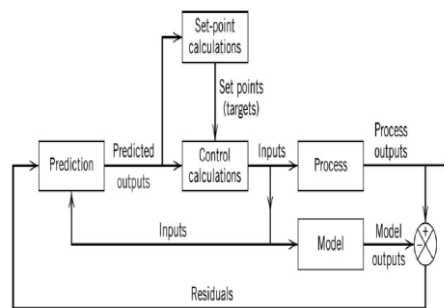 Set-point
calculations
Set points
(targets)
Process
outputs
Prediction
Predicted
outputs
Control
calculations
Inputs
Process
Inputs
Model
Model
outputs
+
−
Residuals